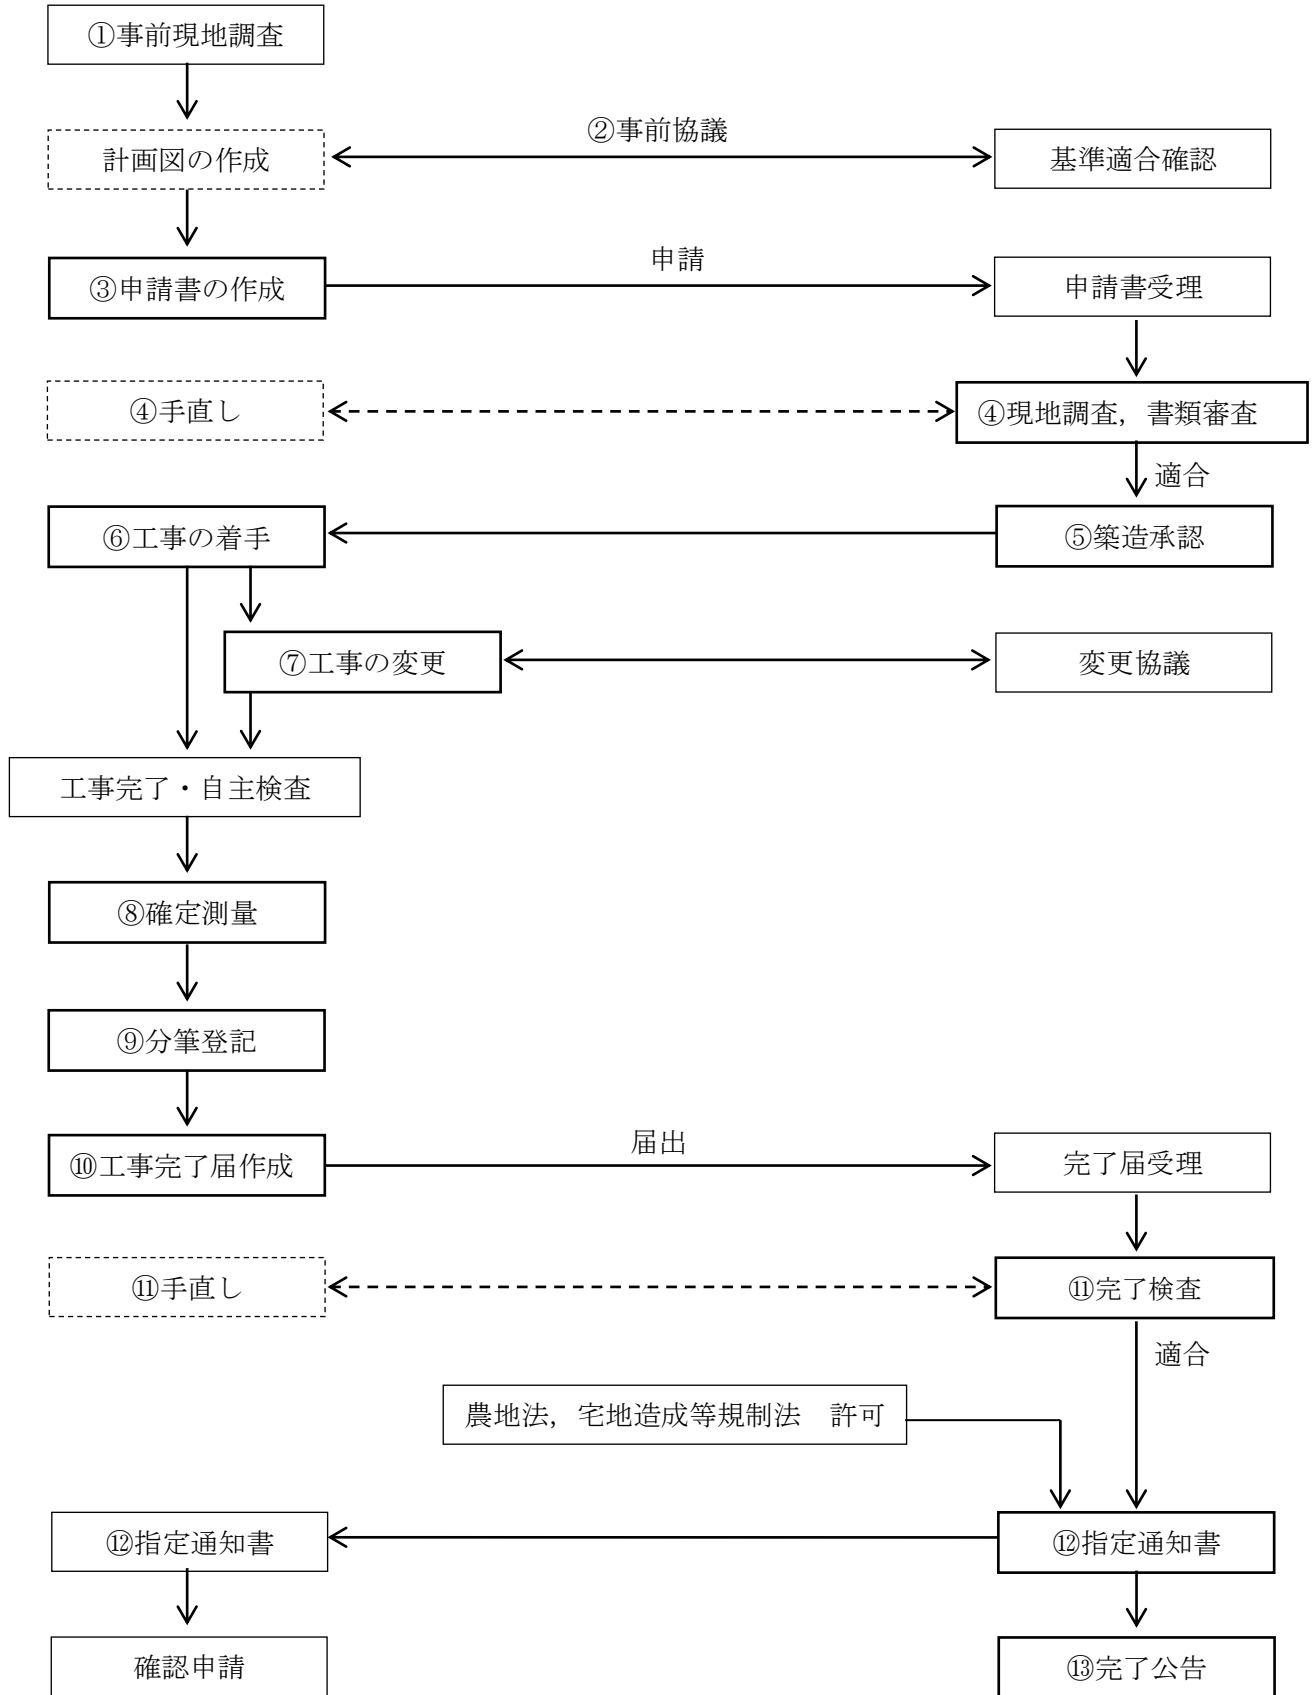 ①事前現地調査
②事前協議
計画図の作成
基準適合確認
申請
③申請書の作成
申請書受理
④手直し
④現地調査，書類審査
適合
⑥工事の着手
⑤築造承認
⑦工事の変更
変更協議
工事完了・自主検査
⑧確定測量
⑨分筆登記
届出
⑩工事完了届作成
完了届受理
⑪手直し
⑪完了検査
適合
農地法，宅地造成等規制法　許可
⑫指定通知書
⑫指定通知書
確認申請
⑬完了公告